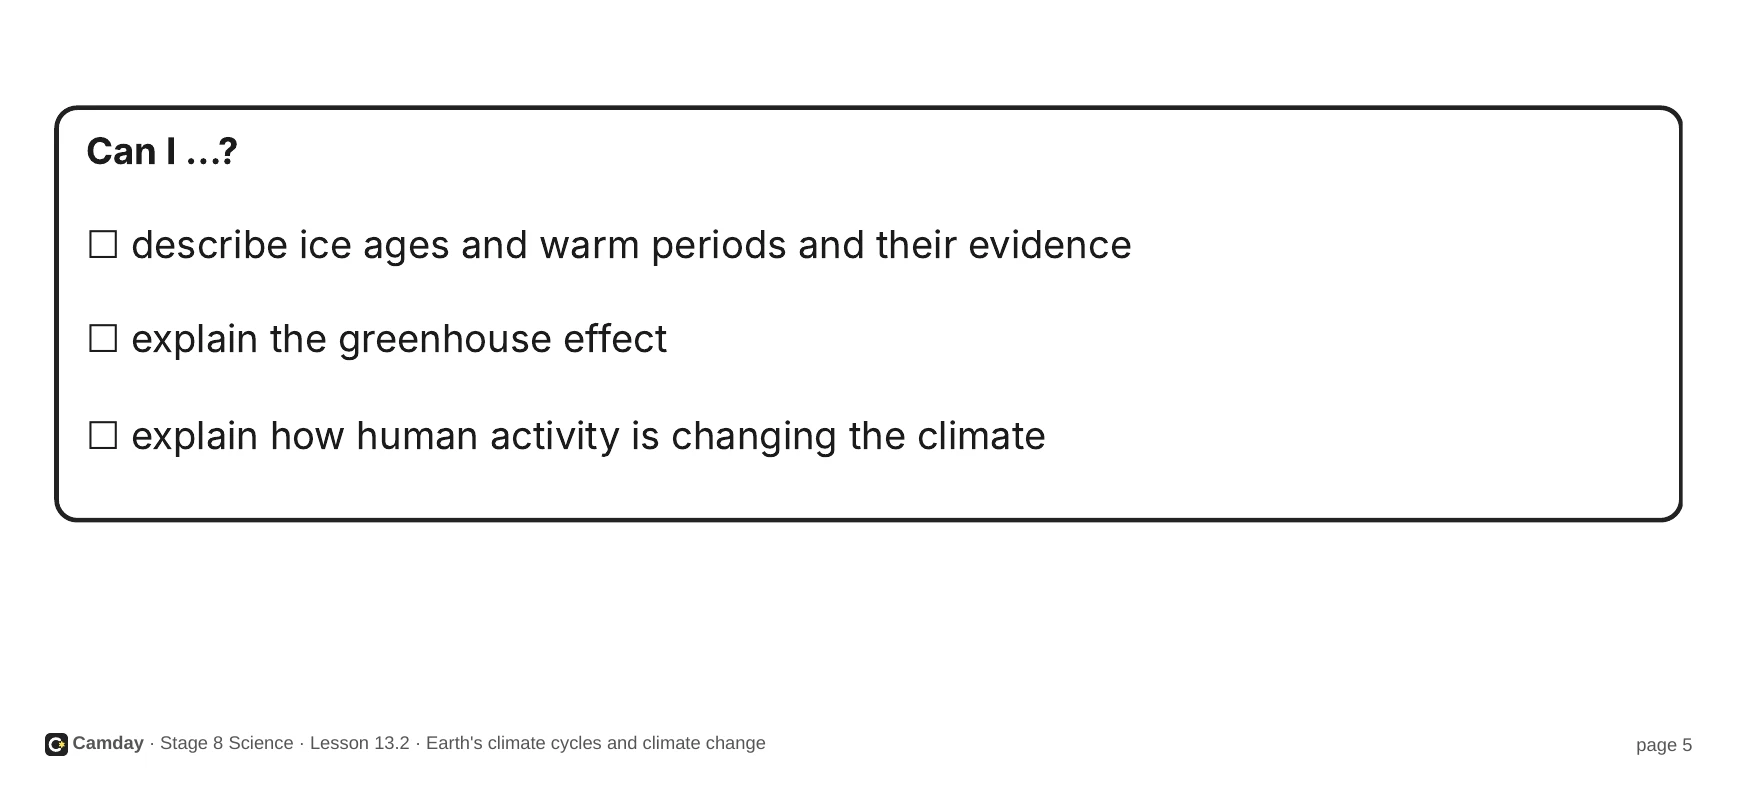 Can I …?
☐ describe ice ages and warm periods and their evidence
☐ explain the greenhouse effect
☐ explain how human activity is changing the climate
Camday · Stage 8 Science · Lesson 13.2 · Earth's climate cycles and climate change
page 5